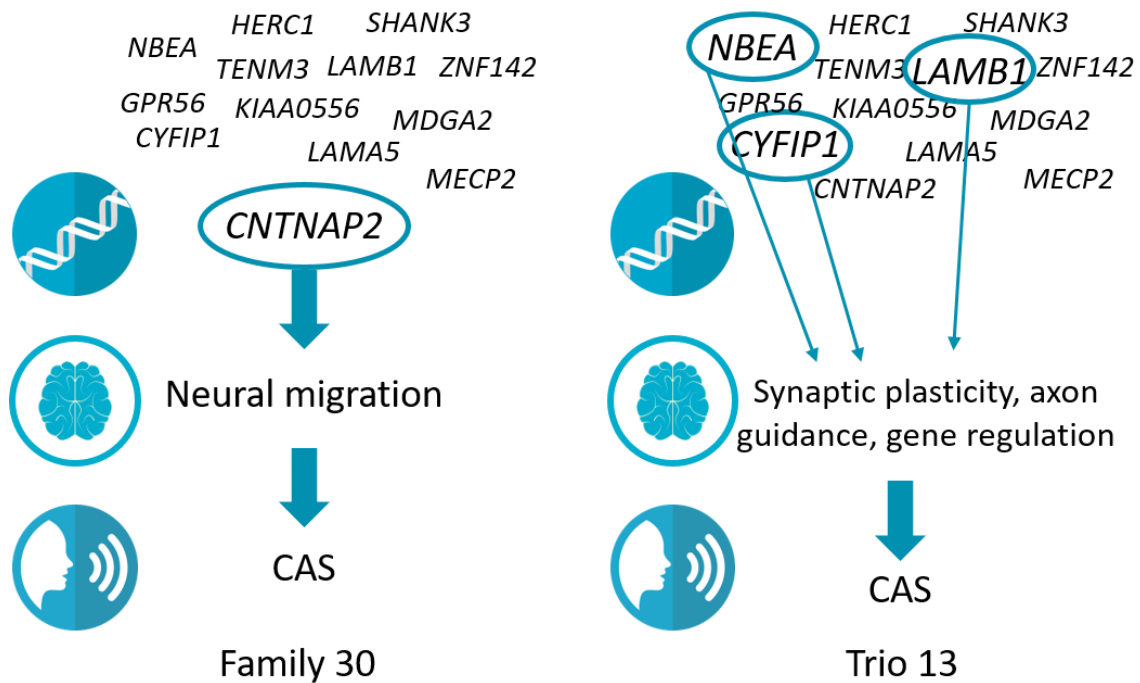 HERC1
SHANK3
NBEA
TENM3
LAMB1
ZNF142
GPR56
KIAA0556
MDGA2
CYFIP1
LAMA5
MECP2
CNTNAP2
Neural migration
CAS
Family 30
HERC1
SHANK3
NBEA
TENM3
LAMB1
ZNF142
GPR56
KIAA0556
MDGA2
CYFIP1
LAMA5
CNTNAP2
MECP2
Synaptic plasticity, axon
guidance, gene regulation
CAS
Trio 13